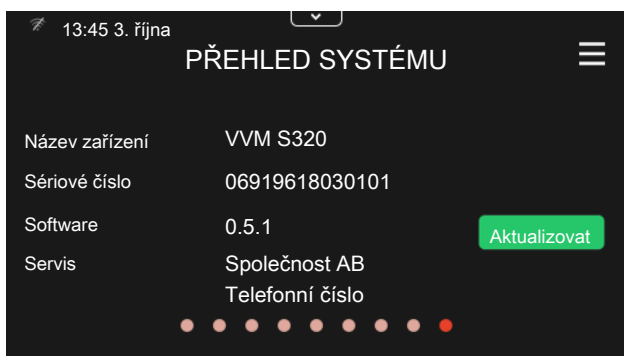 13:45 3. října
PŘEHLED SYSTÉMU
Název zařízení VVM S320
Sériové číslo 06919618030101
Software 0.5.1 Aktualizovat
Servis Společnost AB
Telefonní číslo